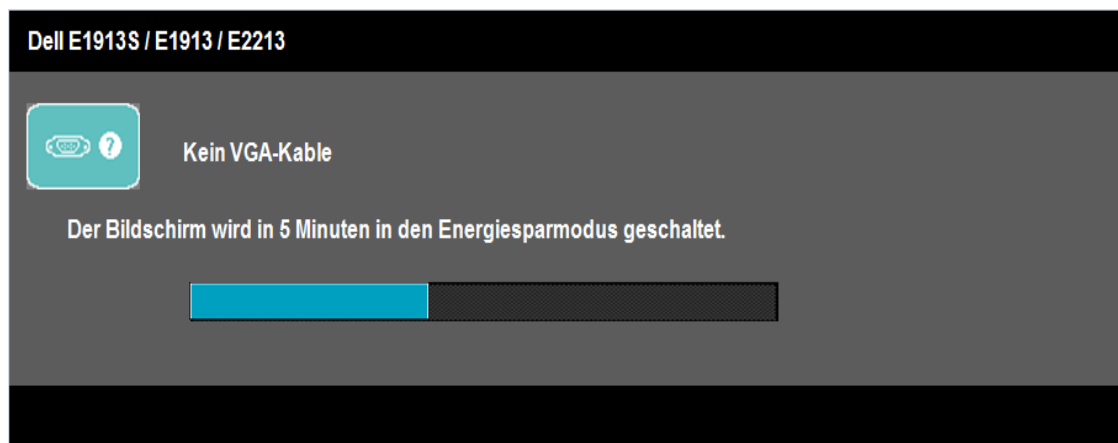 Dell E1913S / E1913 / E2213
?
Kein VGA-Kable
Der Bildschirm wird in 5 Minuten in den Energiesparmodus geschaltet.